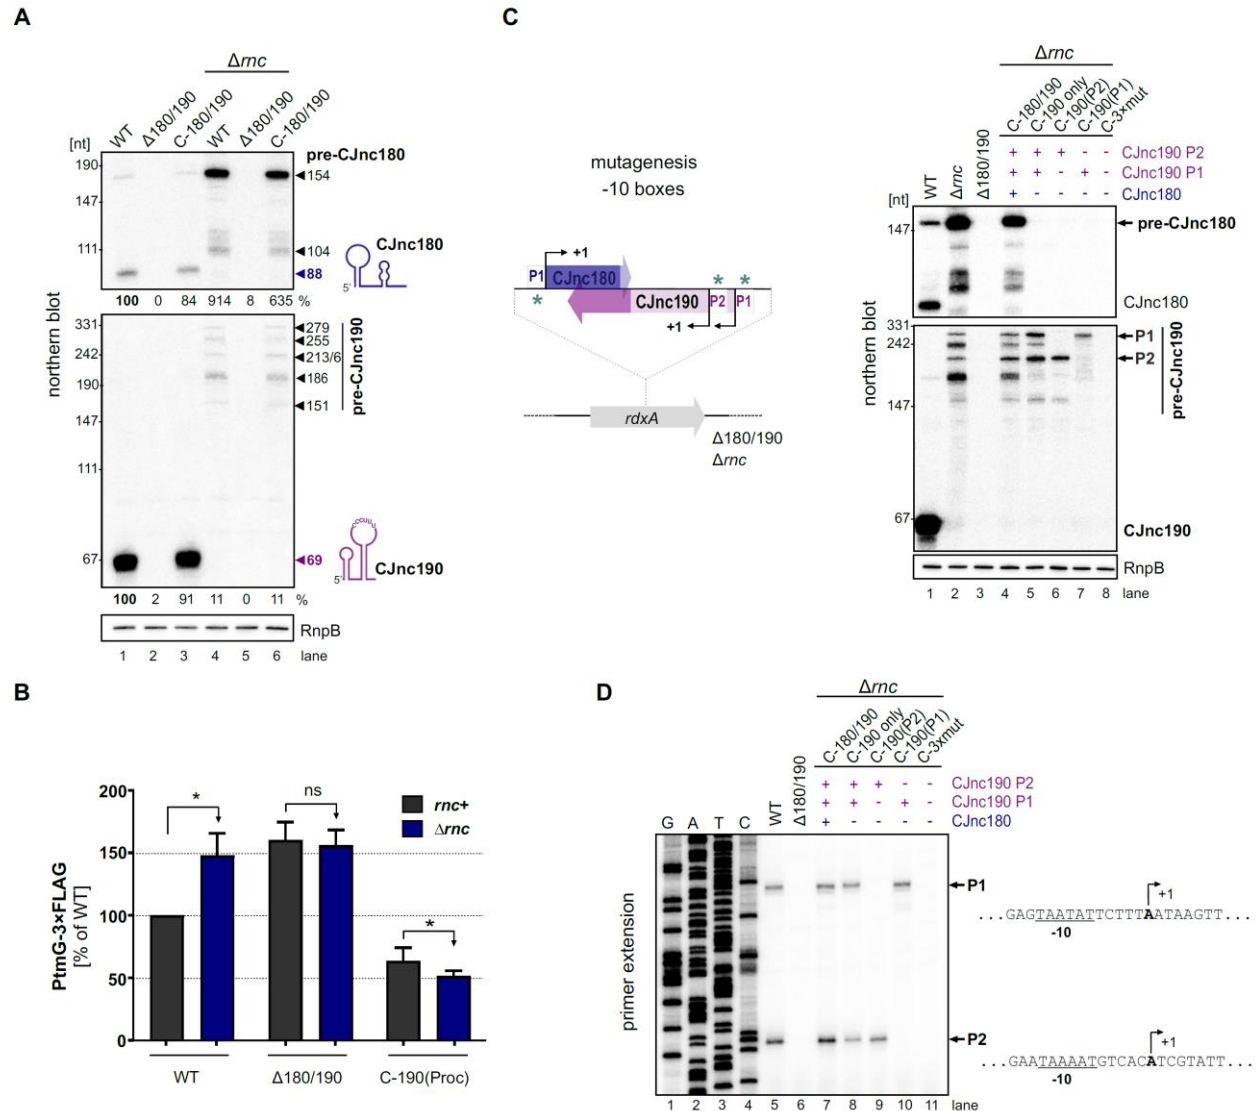 A
Δrnc
WT
Δ180/190
C-180/190
WT
Δ180/190
C-180/190
[nt]
pre-CJnc180
190
147
111
154
104
88
CJnc180
5'
100 0 84 914 8 635 %
331
242
190
147
111
67
279
255
213/6
186
151
pre-CJnc190
69
CJnc190
5'
100 2 91 11 0 11 %
RnpB
1 2 3 4 5 6 lane
northern blot
B
PtmG-3×FLAG
[% of WT]
200
150
100
50
0
* ns *
rnc+
Δrnc
WT Δ180/190 C-190(Proc)
C
mutagenesis
-10 boxes
+1
P1 CJnc180
* * *
CJnc190 P2 P1
+1
rdxA
Δ180/190
Δrnc
Δrnc
C-180/190
C-190 only
C-190(P2)
C-190(P1)
C-3×mut
+ + + - - CJnc190 P2
+ + - + - CJnc190 P1
+ - - - - CJnc180
WT
Δrnc
Δ180/190
[nt]
147
pre-CJnc180
CJnc180
331
242
147
67
P1
P2
pre-CJnc190
CJnc190
RnpB
1 2 3 4 5 6 7 8 lane
northern blot
D
Δrnc
C-180/190
C-190 only
C-190(P2)
C-190(P1)
C-3×mut
+ + + - - CJnc190 P2
+ + - + - CJnc190 P1
+ - - - - CJnc180
G A T C
WT
Δ180/190
primer extension
P1
+1
...GAGTAATATTCTTTAATAAGTT...
-10
P2
+1
...GAATAAAATGTCACATCGTATT...
-10
1 2 3 4 5 6 7 8 9 10 11 lane